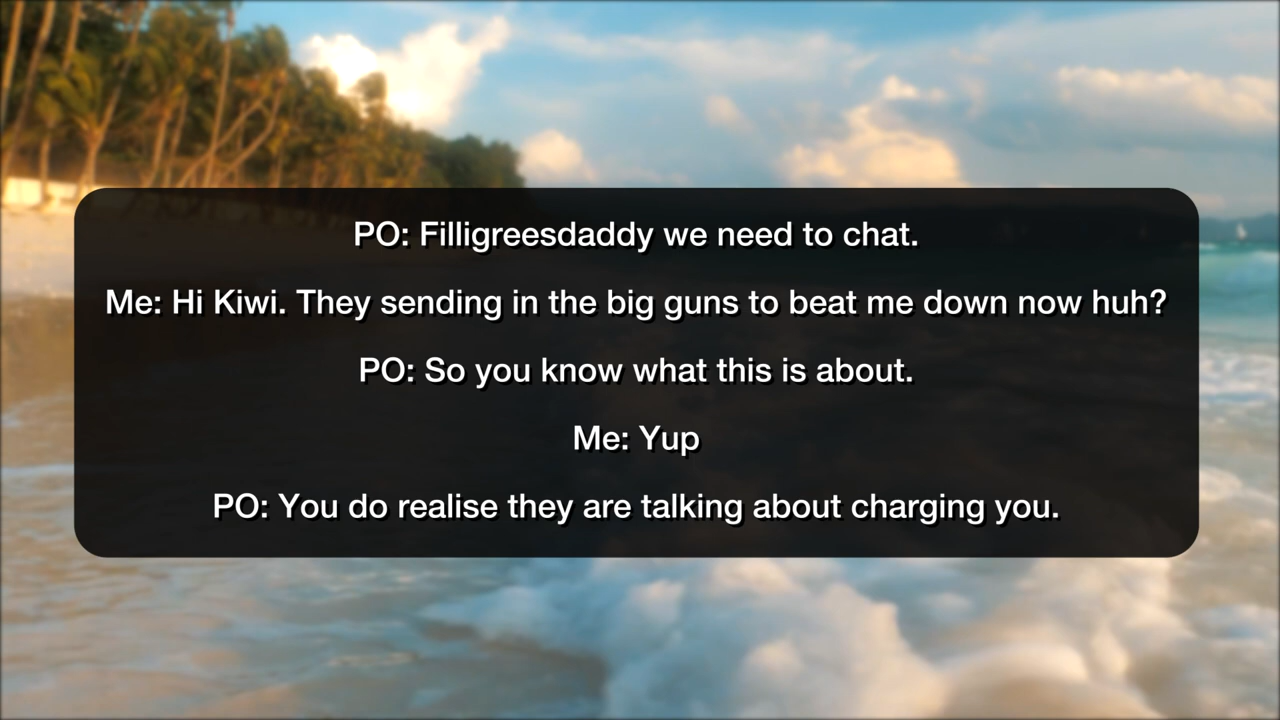 PO: Filligreesdaddy we need to chat.
Me: Hi Kiwi. They sending in the big guns to beat me down now huh?
PO: So you know what this is about.
Me: Yup
PO: You do realise they are talking about charging you.